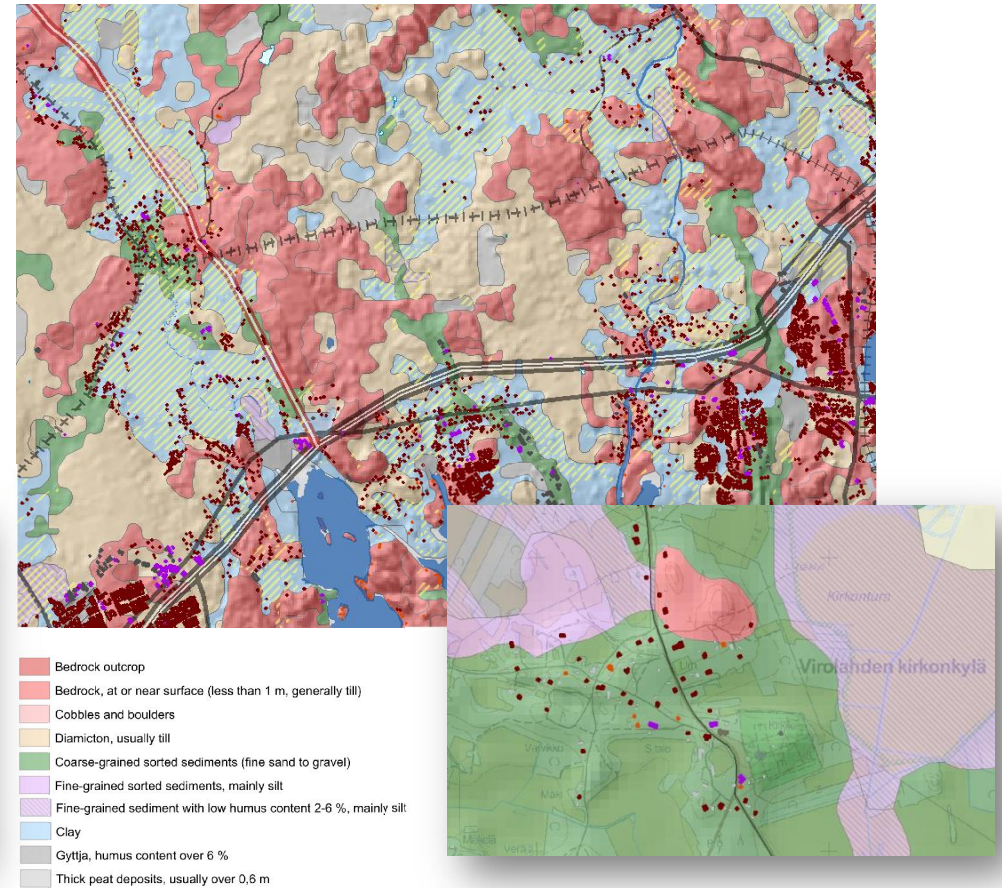 Kirkontura
Virolahden kirkonkylä
Mäki
Bedrock outcrop
Bedrock, at or near surface (less than 1 m, generally till)
Cobbles and boulders
Diamicton, usually till
Coarse-grained sorted sediments (fine sand to gravel)
Fine-grained sorted sediments, mainly silt
Fine-grained sediment with low humus content 2-6 %, mainly silt
Clay
Gyttja, humus content over 6 %
Thick peat deposits, usually over 0,6 m